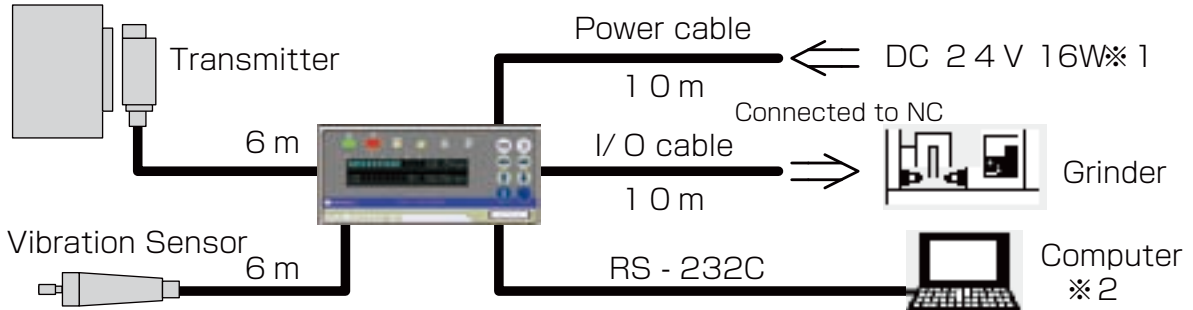 Transmitter
6m
Vibration Sensor
6m
Power cable
10m
DC 24V 16W※1
Connected to NC
I/O cable
10m
Grinder
RS-232C
Computer
※2